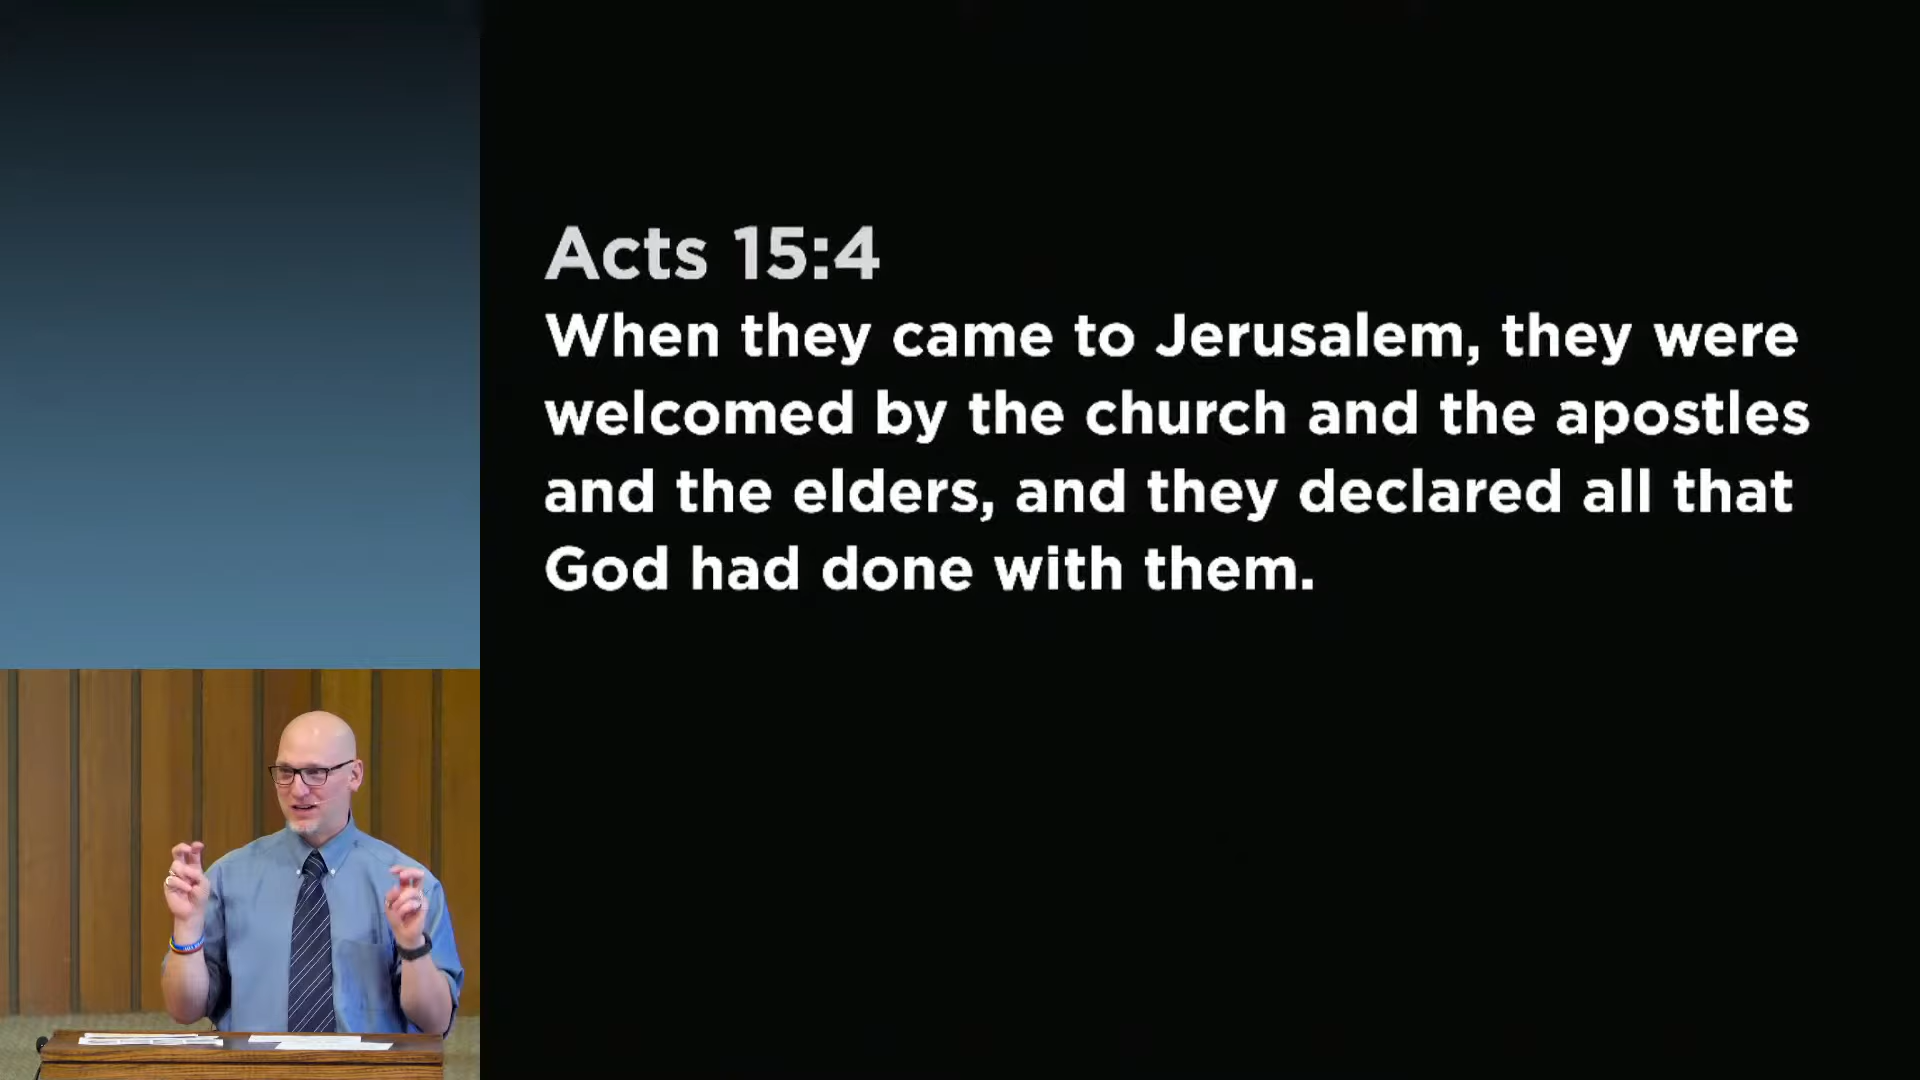 Acts 15:4
When they came to Jerusalem, they were
welcomed by the church and the apostles
and the elders, and they declared all that
God had done with them.